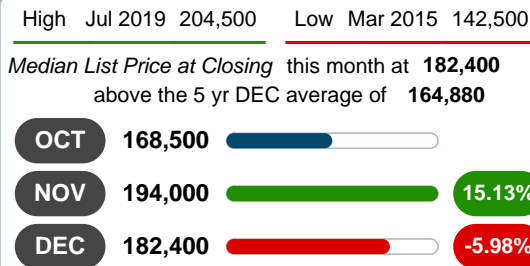 High Jul 2019 204,500 Low Mar 2015 142,500
Median List Price at Closing this month at 182,400
above the 5 yr DEC average of 164,880
OCT 168,500
NOV 194,000 15.13%
DEC 182,400 -5.98%